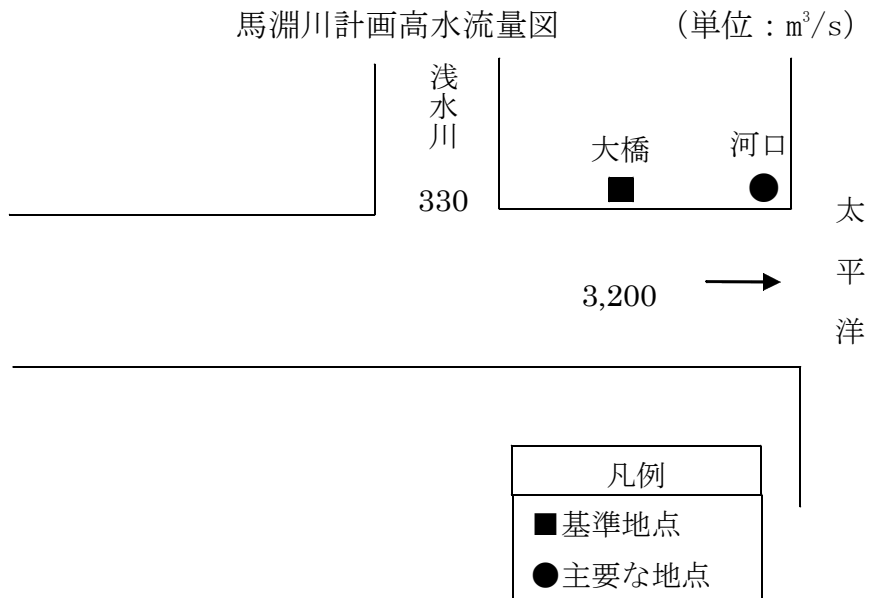 馬淵川計画高水流量図 (単位:m³/s)
浅水川
大橋
河口
330
太平洋
3,200
凡例
■基準地点
●主要な地点